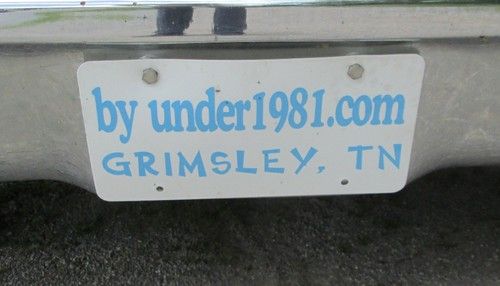 by under1981.com
GRIMSLEY, TN